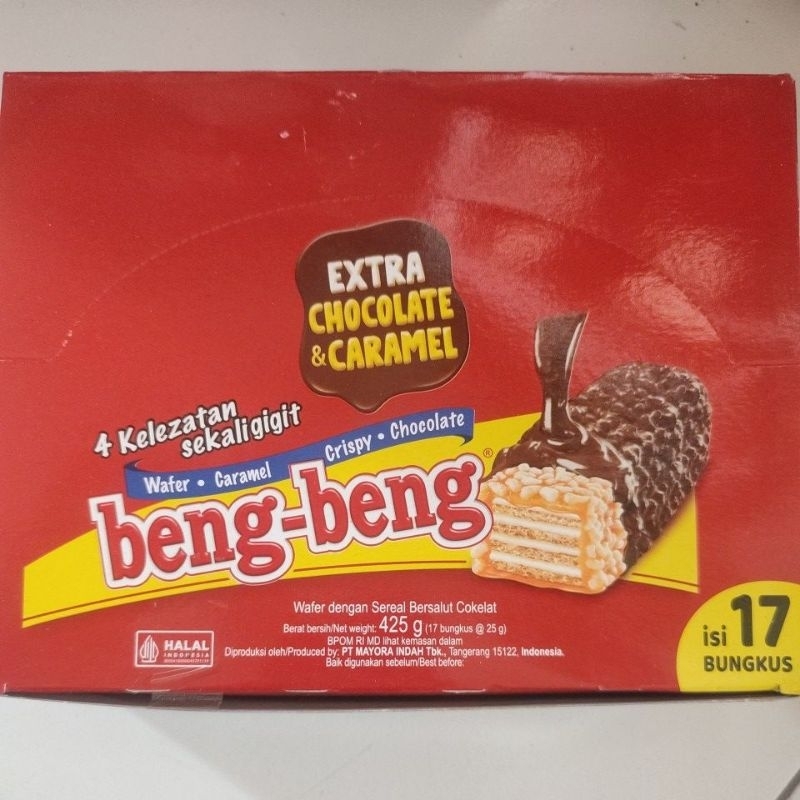 EXTRA
CHOCOLATE
& CARAMEL
4 Kelezatan
sekali gigit
Wafer • Caramel Crispy • Chocolate
beng-beng®
Wafer dengan Sereal Bersalut Cokelat
Berat bersih/Net weight: 425 g (17 bungkus @ 25 g)
BPOM RI MD lihat kemasan dalam
Diproduksi oleh/Produced by: PT MAYORA INDAH Tbk., Tangerang 15122, Indonesia.
Baik digunakan sebelum/Best before:
HALAL
INDONESIA
isi 17
BUNGKUS